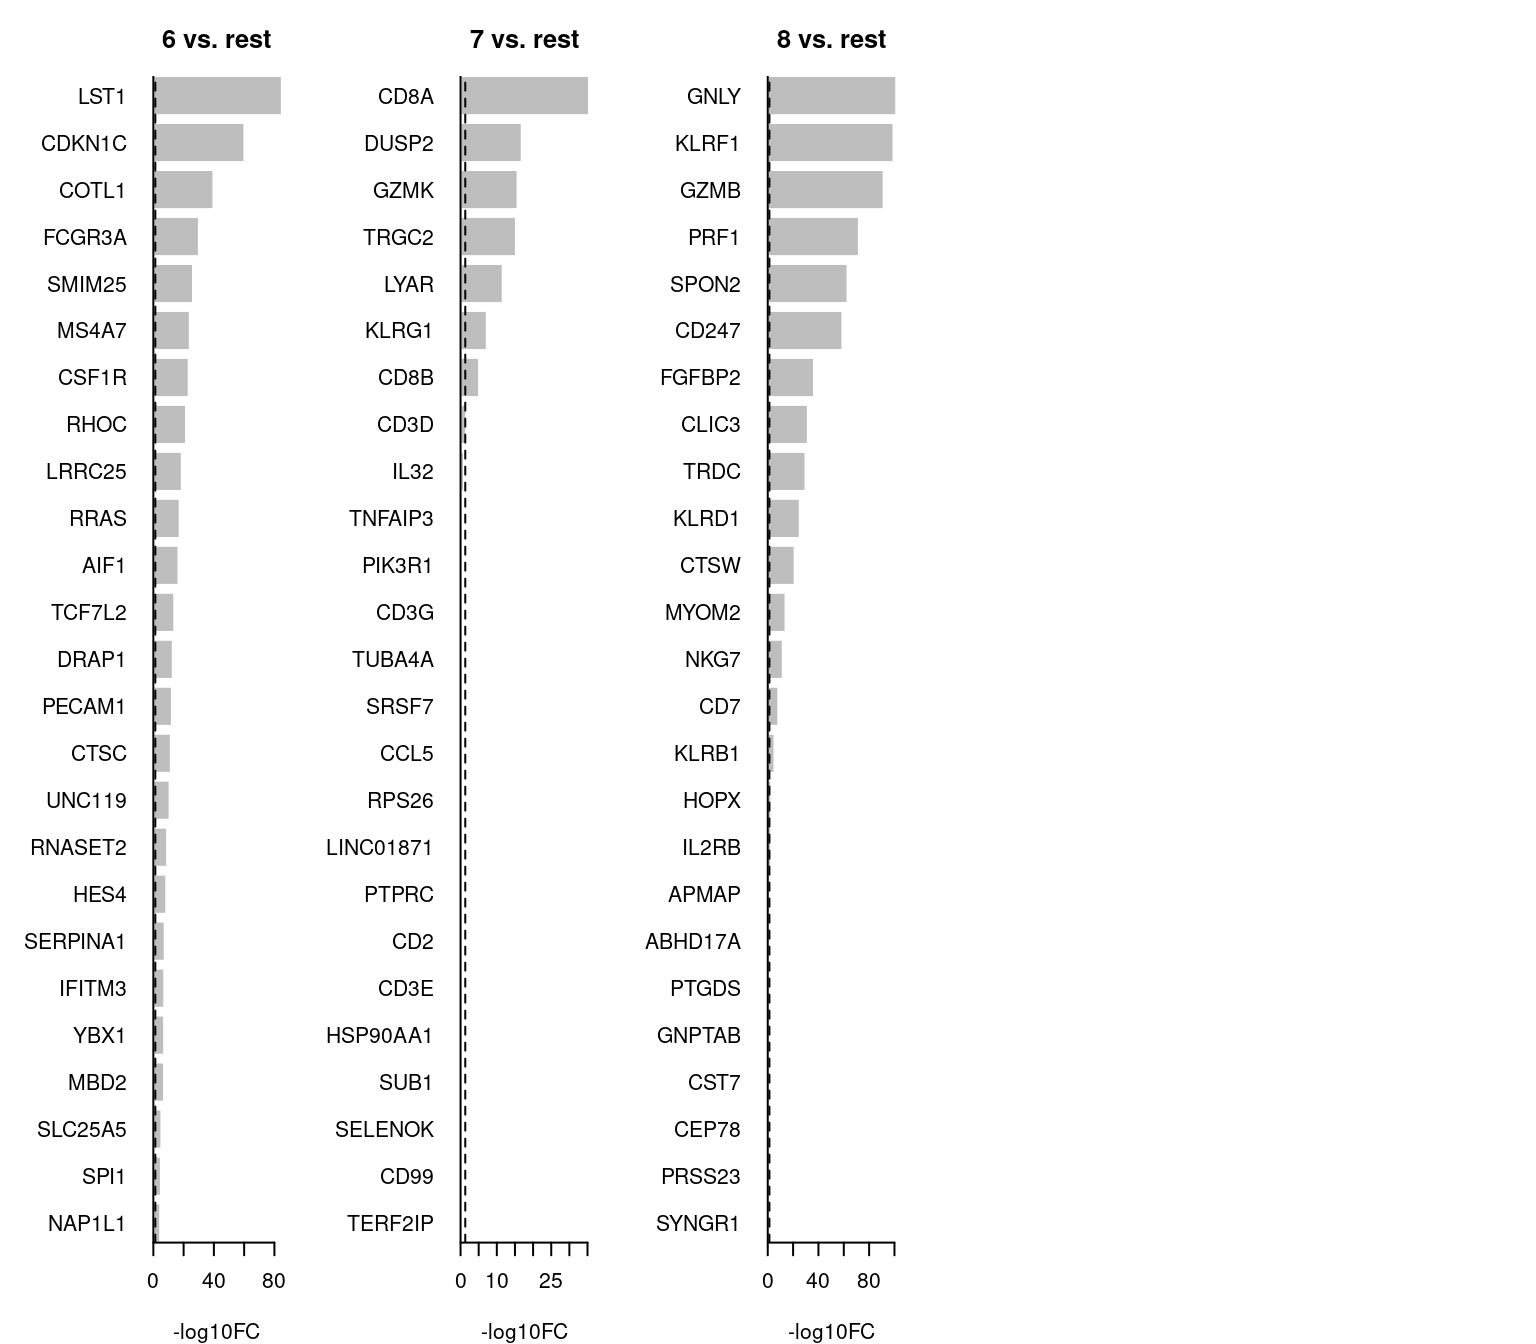 6 vs. rest
LST1
CDKN1C
COTL1
FCGR3A
SMIM25
MS4A7
CSF1R
RHOC
LRRC25
RRAS
AIF1
TCF7L2
DRAP1
PECAM1
CTSC
UNC119
RNASET2
HES4
SERPINA1
IFITM3
YBX1
MBD2
SLC25A5
SPI1
NAP1L1
0 40 80
-log10FC
7 vs. rest
CD8A
DUSP2
GZMK
TRGC2
LYAR
KLRG1
CD8B
CD3D
IL32
TNFAIP3
PIK3R1
CD3G
TUBA4A
SRSF7
CCL5
RPS26
LINC01871
PTPRC
CD2
CD3E
HSP90AA1
SUB1
SELENOK
CD99
TERF2IP
0 10 25
-log10FC
8 vs. rest
GNLY
KLRF1
GZMB
PRF1
SPON2
CD247
FGFBP2
CLIC3
TRDC
KLRD1
CTSW
MYOM2
NKG7
CD7
KLRB1
HOPX
IL2RB
APMAP
ABHD17A
PTGDS
GNPTAB
CST7
CEP78
PRSS23
SYNGR1
0 40 80
-log10FC